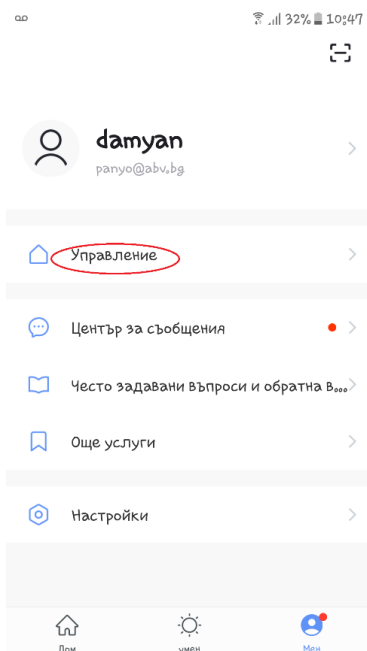 32% 10:47
damyan
panyo@abv.bg
Управление
Център за съобщения
Често задавани въпроси и обратна в...
Още услуги
Настройки
Дом умен Мен